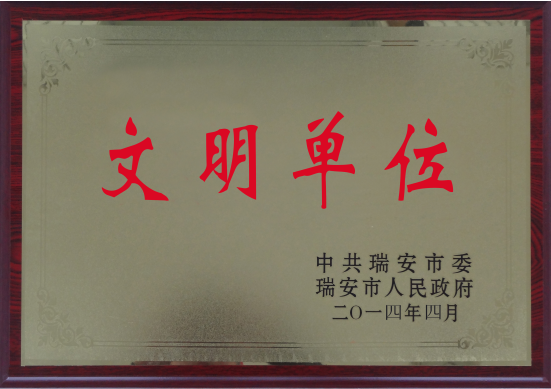 文明单位
中共瑞安市委
瑞安市人民政府
二〇一四年四月